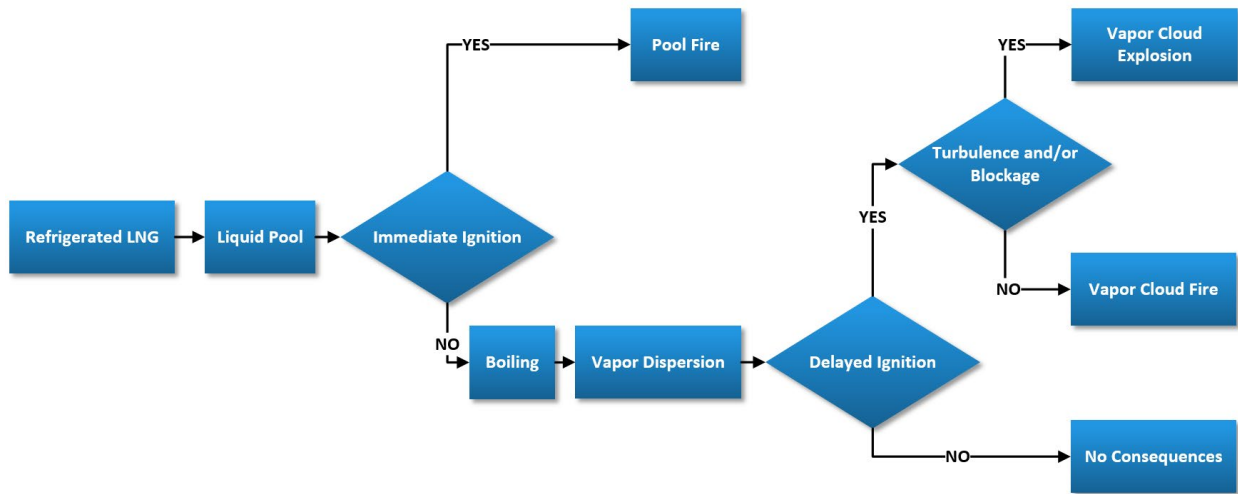 YES
Pool Fire
YES
Vapor Cloud
Explosion
Turbulence and/or
Blockage
Refrigerated LNG
Liquid Pool
Immediate Ignition
YES
NO
Vapor Cloud Fire
NO
Boiling
Vapor Dispersion
Delayed Ignition
NO
No Consequences